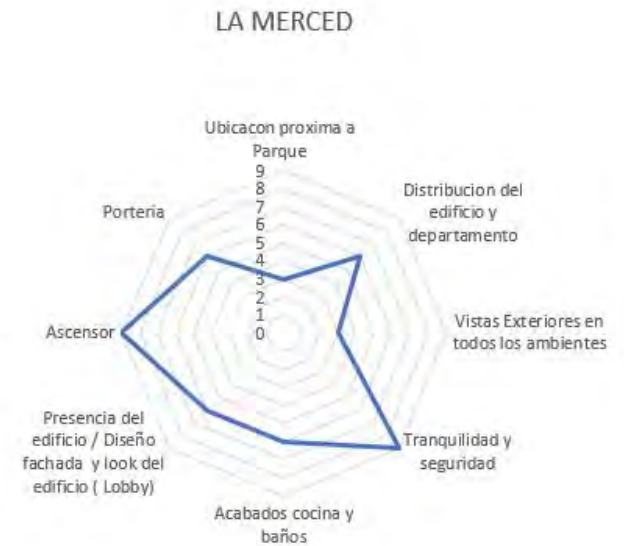 LA MERCED
Ubicacon proxima a
Parque
9
8
7
6
5
4
3
2
1
0
Distribucion del
edificio y
departamento
Vistas Exteriores en
todos los ambientes
Tranquilidad y
seguridad
Acabados cocina y
baños
Presencia del
edificio / Diseño
fachada y look del
edificio ( Lobby)
Ascensor
Porteria